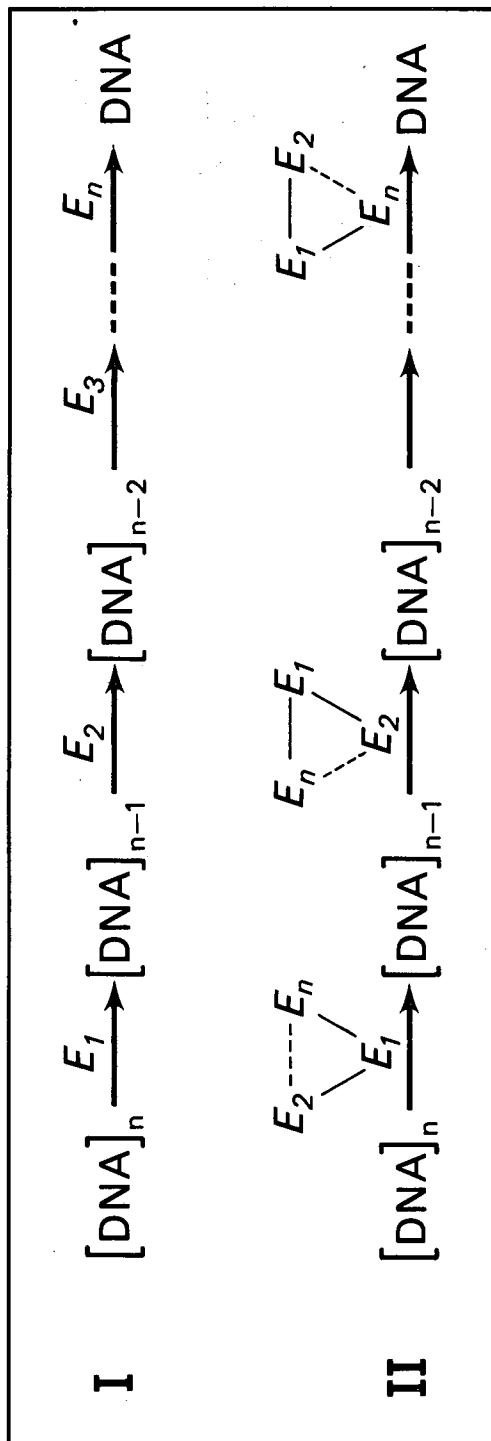 I
E₁ E₂ E₃ Eₙ
[DNA]ₙ [DNA]ₙ₋₁ [DNA]ₙ₋₂ DNA
II
E₂ Eₙ Eₙ E₁ E₁ E₂
E₁ E₂ Eₙ
[DNA]ₙ [DNA]ₙ₋₁ [DNA]ₙ₋₂ DNA